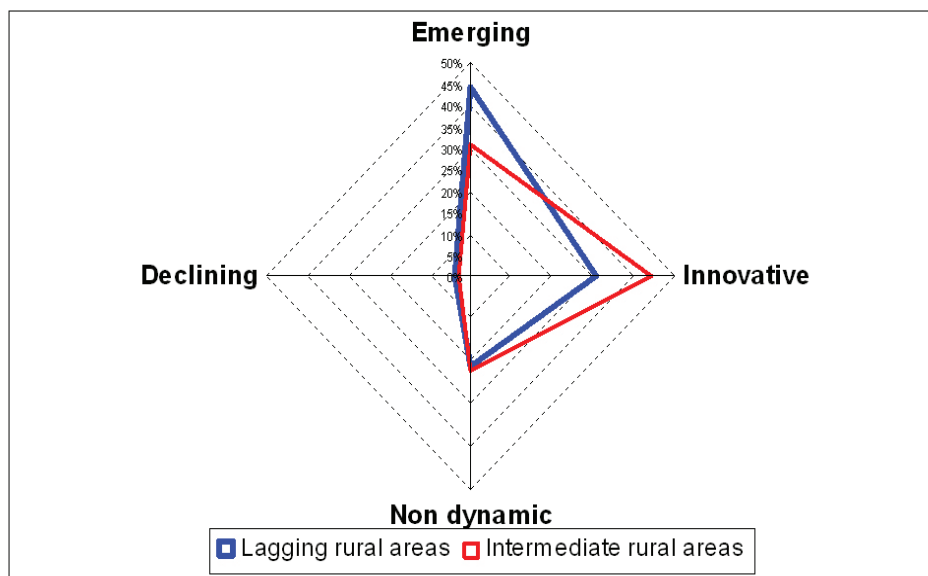 Emerging
50%
45%
40%
35%
30%
25%
20%
15%
10%
5%
0%
Declining
Innovative
Non dynamic
Lagging rural areas Intermediate rural areas